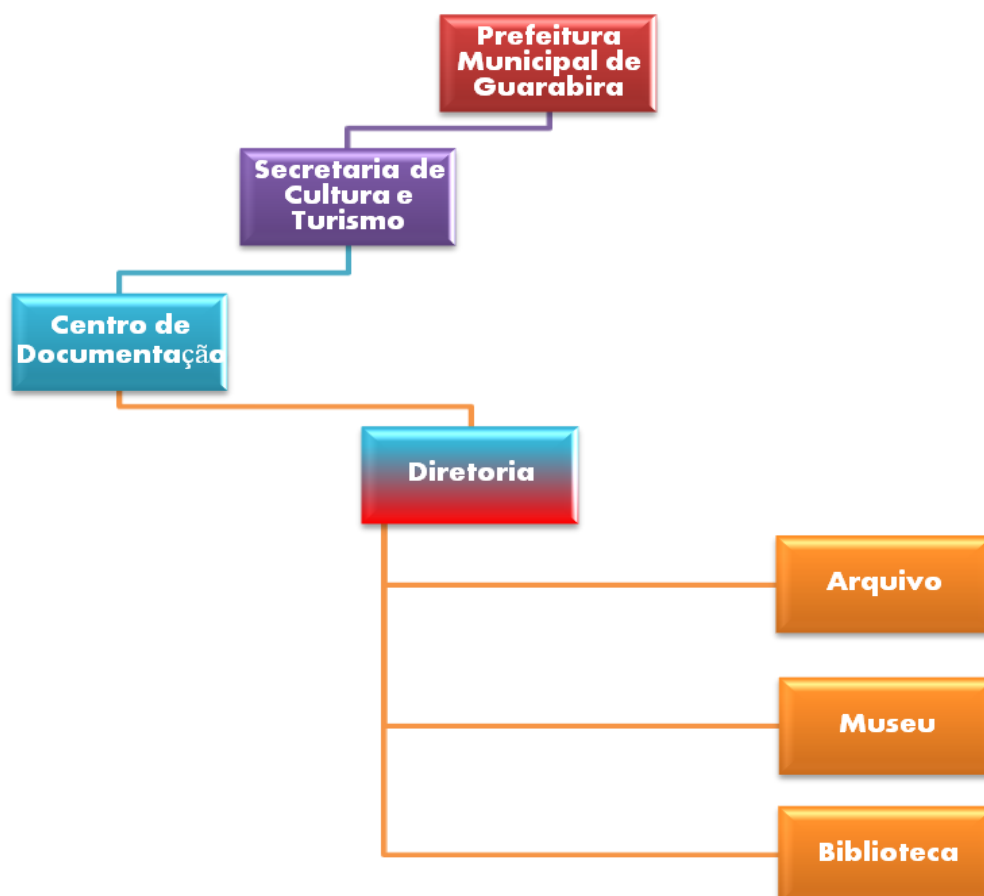 Prefeitura
Municipal de
Guarabira
Secretaria de
Cultura e
Turismo
Centro de
Documentação
Diretoria
Arquivo
Museu
Biblioteca